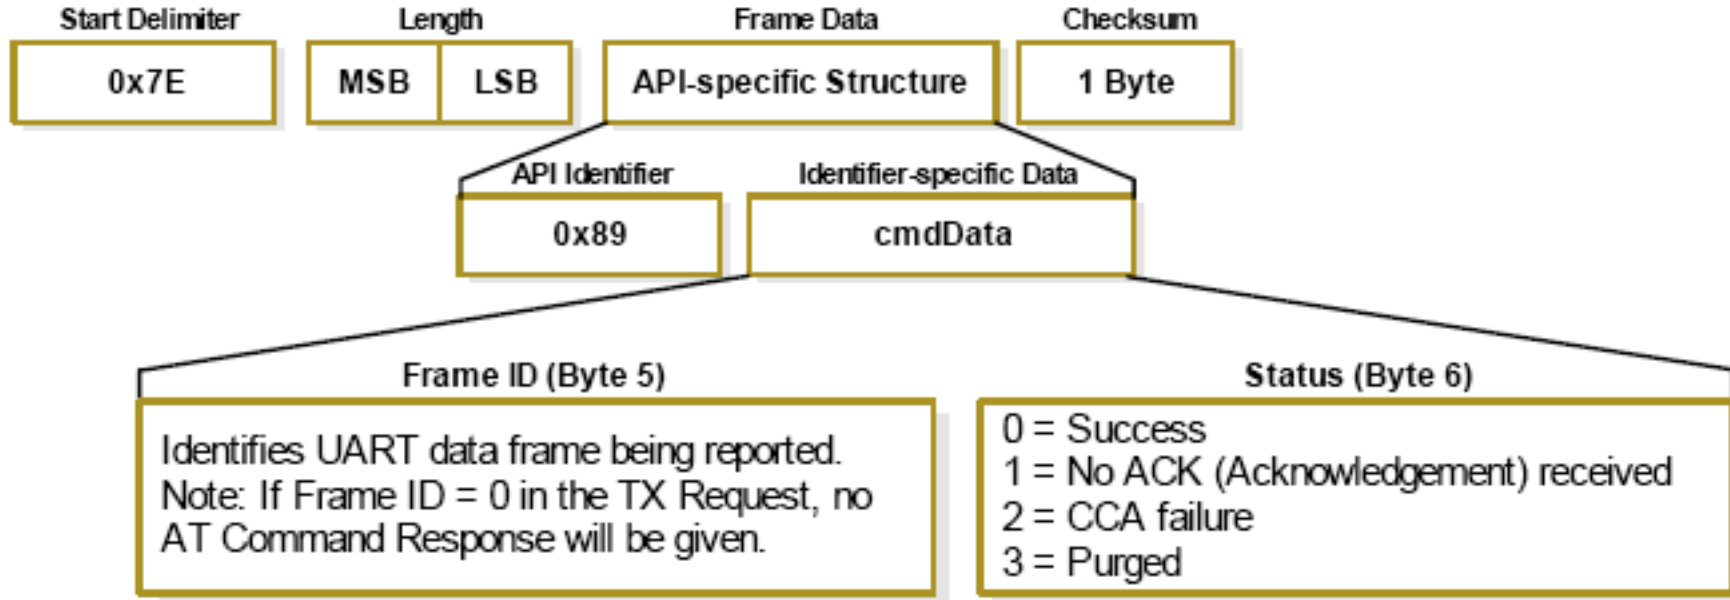 Start Delimiter Length Frame Data Checksum
0x7E MSB LSB API-specific Structure 1 Byte
API Identifier Identifier-specific Data
0x89 cmdData
Frame ID (Byte 5)
Identifies UART data frame being reported.
Note: If Frame ID = 0 in the TX Request, no
AT Command Response will be given.
Status (Byte 6)
0 = Success
1 = No ACK (Acknowledgement) received
2 = CCA failure
3 = Purged